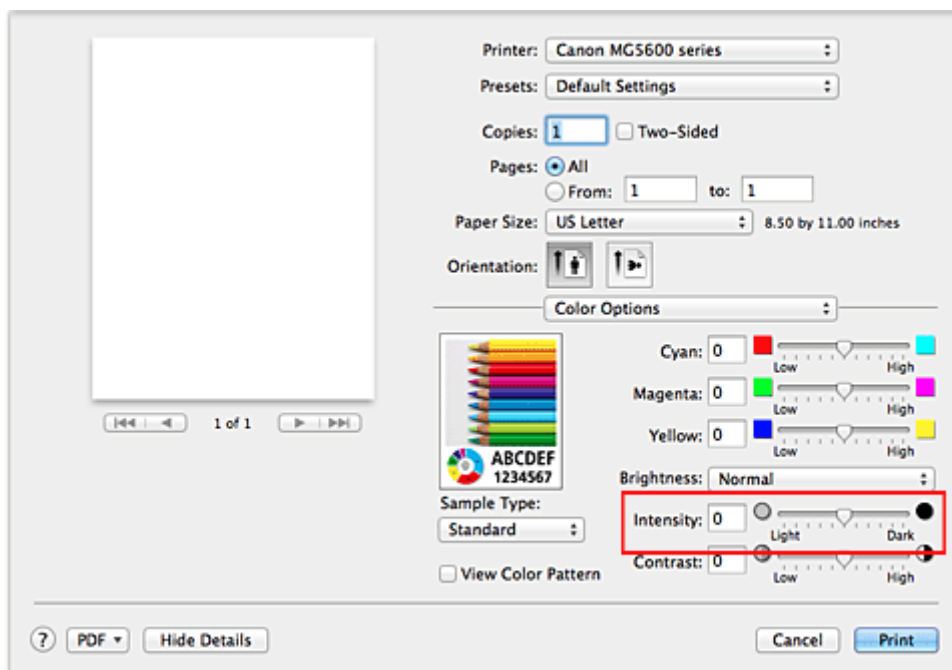 Printer: Canon MG5600 series
Presets: Default Settings
Copies: 1 Two-Sided
Pages: All
From: 1 to: 1
Paper Size: US Letter 8.50 by 11.00 inches
Orientation:
Color Options
Cyan: 0
Low High
Magenta: 0
Low High
Yellow: 0
Low High
Brightness: Normal
Intensity: 0
Light Dark
Contrast: 0
Low High
1 of 1
ABCDEF
1234567
Sample Type:
Standard
View Color Pattern
? PDF Hide Details Cancel Print